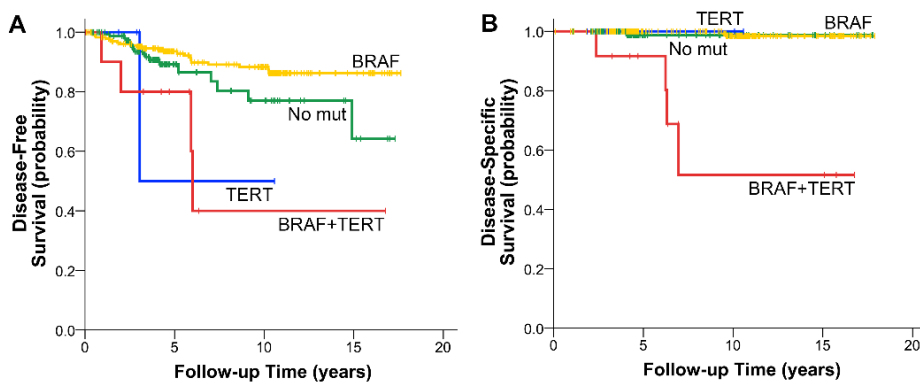 A
Disease-Free
Survival (probability)
1.0
0.8
0.6
0.4
0.2
0.0
0
5
10
15
20
Follow-up Time (years)
BRAF
No mut
TERT
BRAF+TERT
B
Disease-Specific
Survival (probability)
1.0
0.8
0.6
0.4
0.2
0.0
0
5
10
15
20
Follow-up Time (years)
TERT
BRAF
No mut
BRAF+TERT